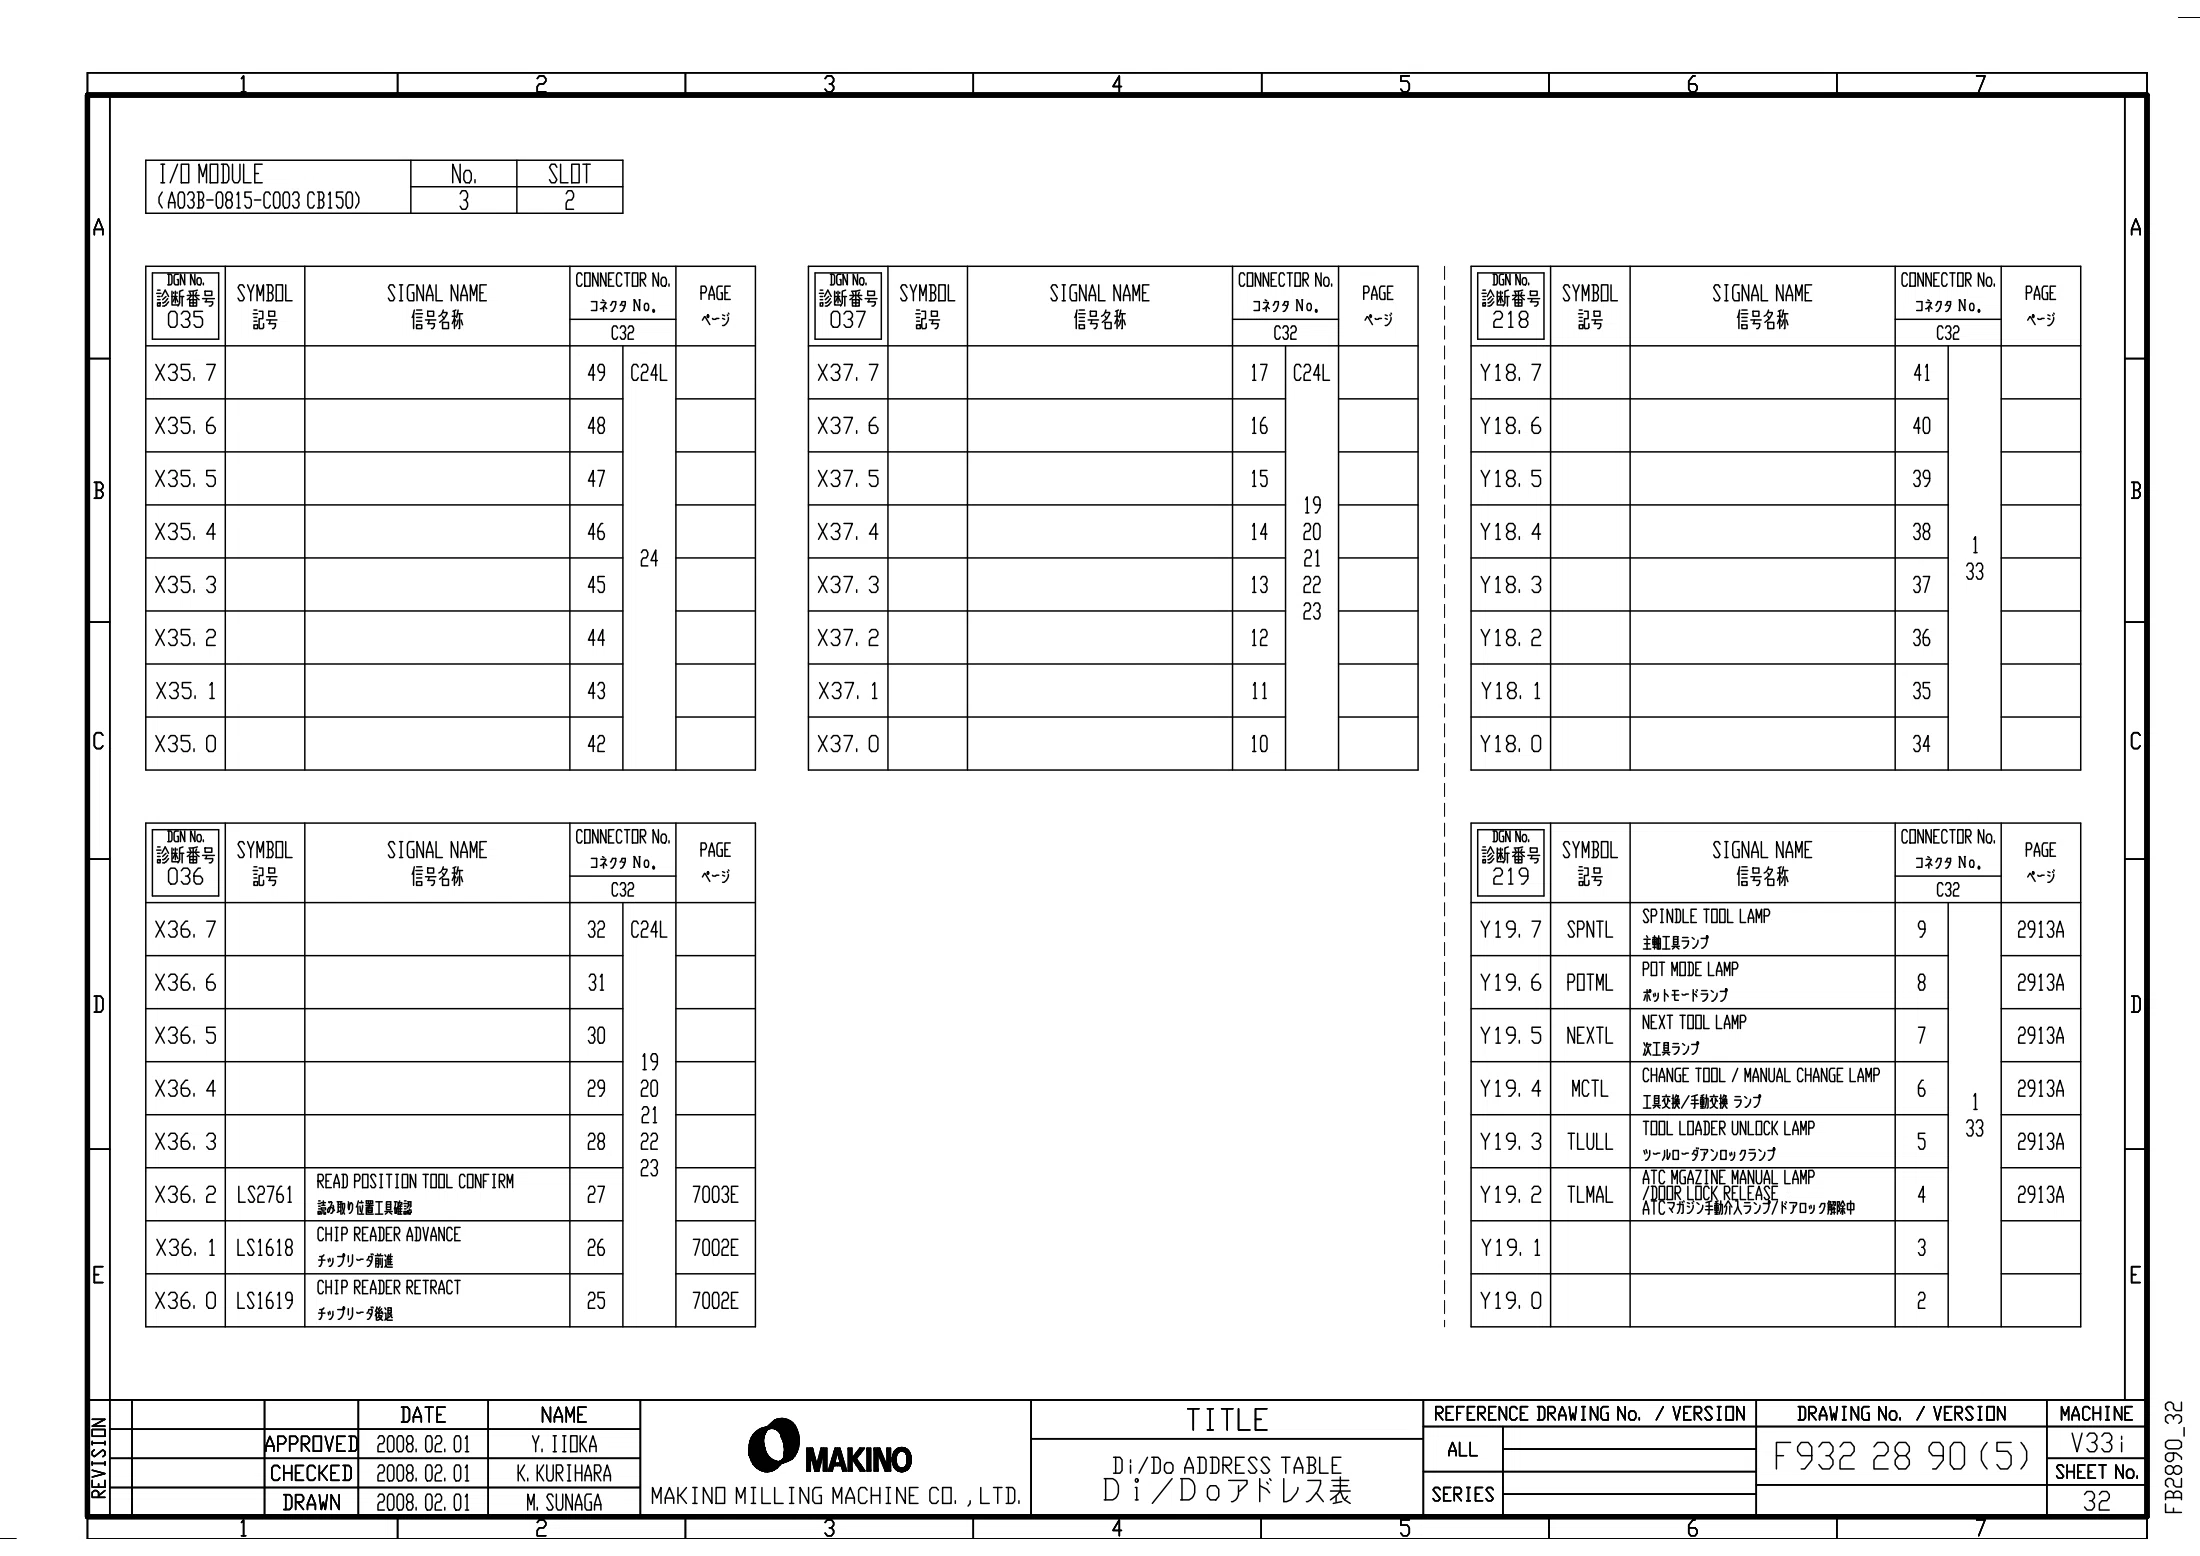 1 2 3 4 5 6 7
I/O MODULE No. SLOT
(A03B-0815-C003 CB150) 3 2
DGN No. 診断番号 035 SYMBOL 記号 SIGNAL NAME 信号名称 CONNECTOR No. コネクタ No. C32 PAGE ページ
X35. 7 49 C24L
X35. 6 48
X35. 5 47
X35. 4 46
24
X35. 3 45
X35. 2 44
X35. 1 43
X35. 0 42
DGN No. 診断番号 037 SYMBOL 記号 SIGNAL NAME 信号名称 CONNECTOR No. コネクタ No. C32 PAGE ページ
X37. 7 17 C24L
X37. 6 16
X37. 5 15
19
X37. 4 14 20
21
X37. 3 13 22
23
X37. 2 12
X37. 1 11
X37. 0 10
DGN No. 診断番号 218 SYMBOL 記号 SIGNAL NAME 信号名称 CONNECTOR No. コネクタ No. C32 PAGE ページ
Y18. 7 41
Y18. 6 40
Y18. 5 39
Y18. 4 38
1
33
Y18. 3 37
Y18. 2 36
Y18. 1 35
Y18. 0 34
DGN No. 診断番号 036 SYMBOL 記号 SIGNAL NAME 信号名称 CONNECTOR No. コネクタ No. C32 PAGE ページ
X36. 7 32 C24L
X36. 6 31
X36. 5 30
19
X36. 4 29 20
21
X36. 3 28 22
23
X36. 2 LS2761 READ POSITION TOOL CONFIRM 27 7003E
読み取り位置工具確認
X36. 1 LS1618 CHIP READER ADVANCE 26 7002E
チップリーダ前進
X36. 0 LS1619 CHIP READER RETRACT 25 7002E
チップリーダ後退
DGN No. 診断番号 219 SYMBOL 記号 SIGNAL NAME 信号名称 CONNECTOR No. コネクタ No. C32 PAGE ページ
Y19. 7 SPNTL SPINDLE TOOL LAMP 9 2913A
主軸工具ランプ
Y19. 6 POTML POT MODE LAMP 8 2913A
ポットモードランプ
Y19. 5 NEXTL NEXT TOOL LAMP 7 2913A
次工具ランプ
Y19. 4 MCTL CHANGE TOOL / MANUAL CHANGE LAMP 6 2913A
工具交換/手動交換 ランプ
1
33
Y19. 3 TLULL TOOL LOADER UNLOCK LAMP 5 2913A
ツールローダアンロックランプ
Y19. 2 TLMAL ATC MGAZINE MANUAL LAMP 4 2913A
/DOOR LOCK RELEASE
ATCマガジン手動介入ランプ/ドアロック解除中
Y19. 1 3
Y19. 0 2
A A
B B
C C
D D
E E
REVISION
DATE NAME
APPROVED 2008. 02. 01 Y. IIOKA
CHECKED 2008. 02. 01 K. KURIHARA
DRAWN 2008. 02. 01 M. SUNAGA
MAKINO
MAKINO MILLING MACHINE CO. , LTD.
TITLE
Di/Do ADDRESS TABLE
Di/Doアドレス表
REFERENCE DRAWING No. / VERSION
ALL
SERIES
DRAWING No. / VERSION
F932 28 90 (5)
MACHINE
V33i
SHEET No.
32
FB2890_32
1 2 3 4 5 6 7